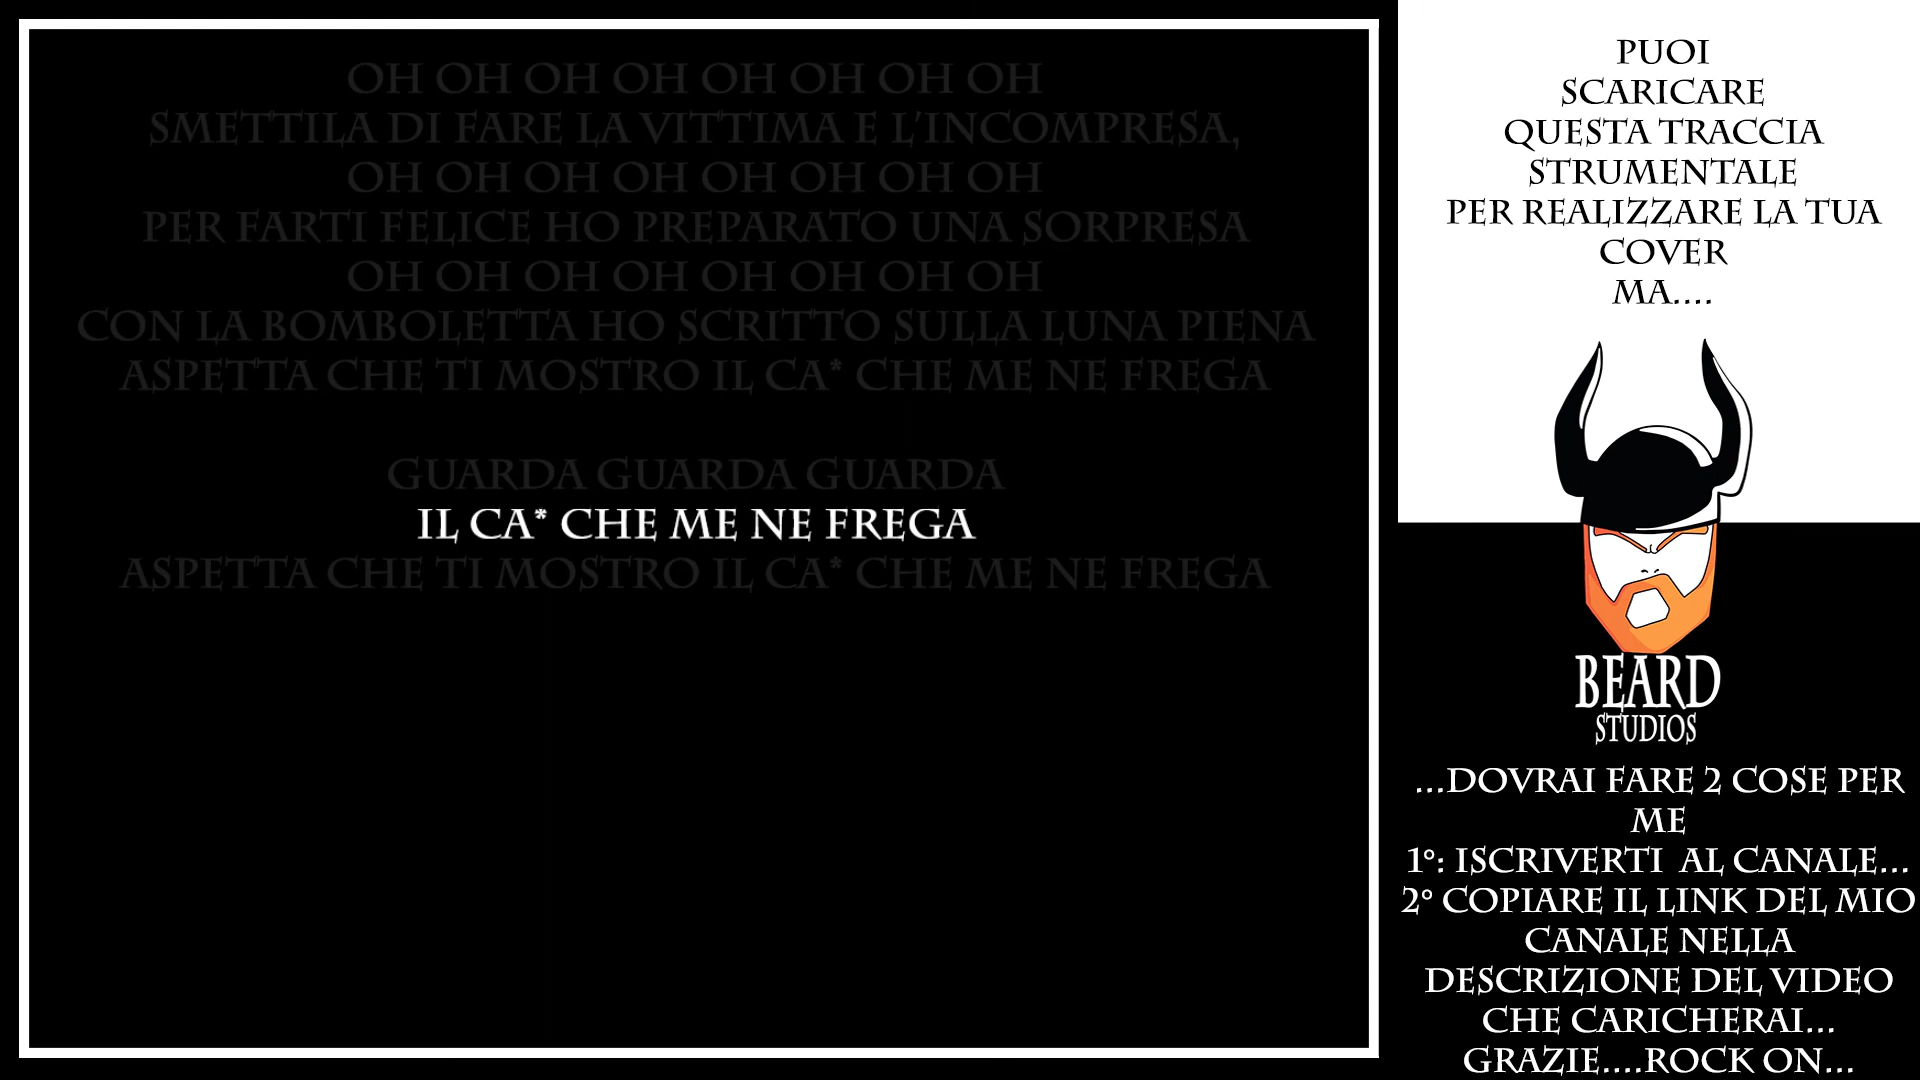 OH OH OH OH OH OH OH OH
SMETTILA DI FARE LA VITTIMA E L'INCOMPRESA,
OH OH OH OH OH OH OH OH
PER FARTI FELICE HO PREPARATO UNA SORPRESA
OH OH OH OH OH OH OH OH
CON LA BOMBOLETTA HO SCRITTO SULLA LUNA PIENA
ASPETTA CHE TI MOSTRO IL CA* CHE ME NE FREGA
GUARDA GUARDA GUARDA
IL CA* CHE ME NE FREGA
ASPETTA CHE TI MOSTRO IL CA* CHE ME NE FREGA
PUOI
SCARICARE
QUESTA TRACCIA
STRUMENTALE
PER REALIZZARE LA TUA
COVER
MA....
BEARD
STUDIOS
...DOVRAI FARE 2 COSE PER
ME
1°: ISCRIVERTI AL CANALE...
2° COPIARE IL LINK DEL MIO
CANALE NELLA
DESCRIZIONE DEL VIDEO
CHE CARICHERAI...
GRAZIE....ROCK ON...